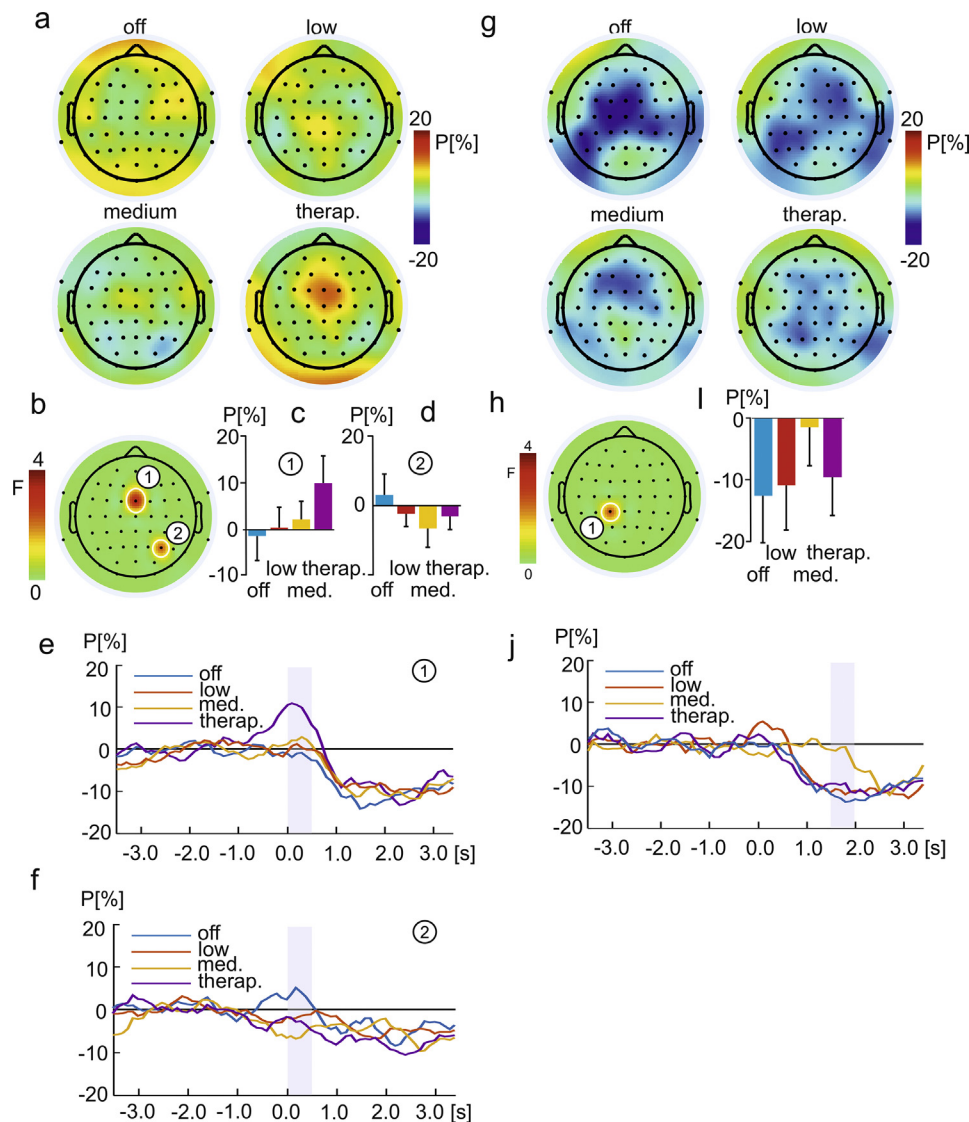 a
off
low
20
P[%]
-20
medium
therap.
g
off
low
20
P[%]
-20
medium
therap.
b
4
F
0
1
2
c
P[%]
20
10
0
-10
1
low therap.
off med.
d
P[%]
20
10
0
-10
2
low therap.
off med.
h
4
F
0
1
I
P[%]
0
-10
-20
low therap.
off med.
e
P[%]
20
10
0
-10
-20
off
low
med.
therap.
1
-3.0 -2.0 -1.0 0.0 1.0 2.0 3.0 [s]
j
P[%]
20
10
0
-10
-20
off
low
med.
therap.
-3.0 -2.0 -1.0 0.0 1.0 2.0 3.0 [s]
f
P[%]
20
10
0
-10
-20
off
low
med.
therap.
2
-3.0 -2.0 -1.0 0.0 1.0 2.0 3.0 [s]